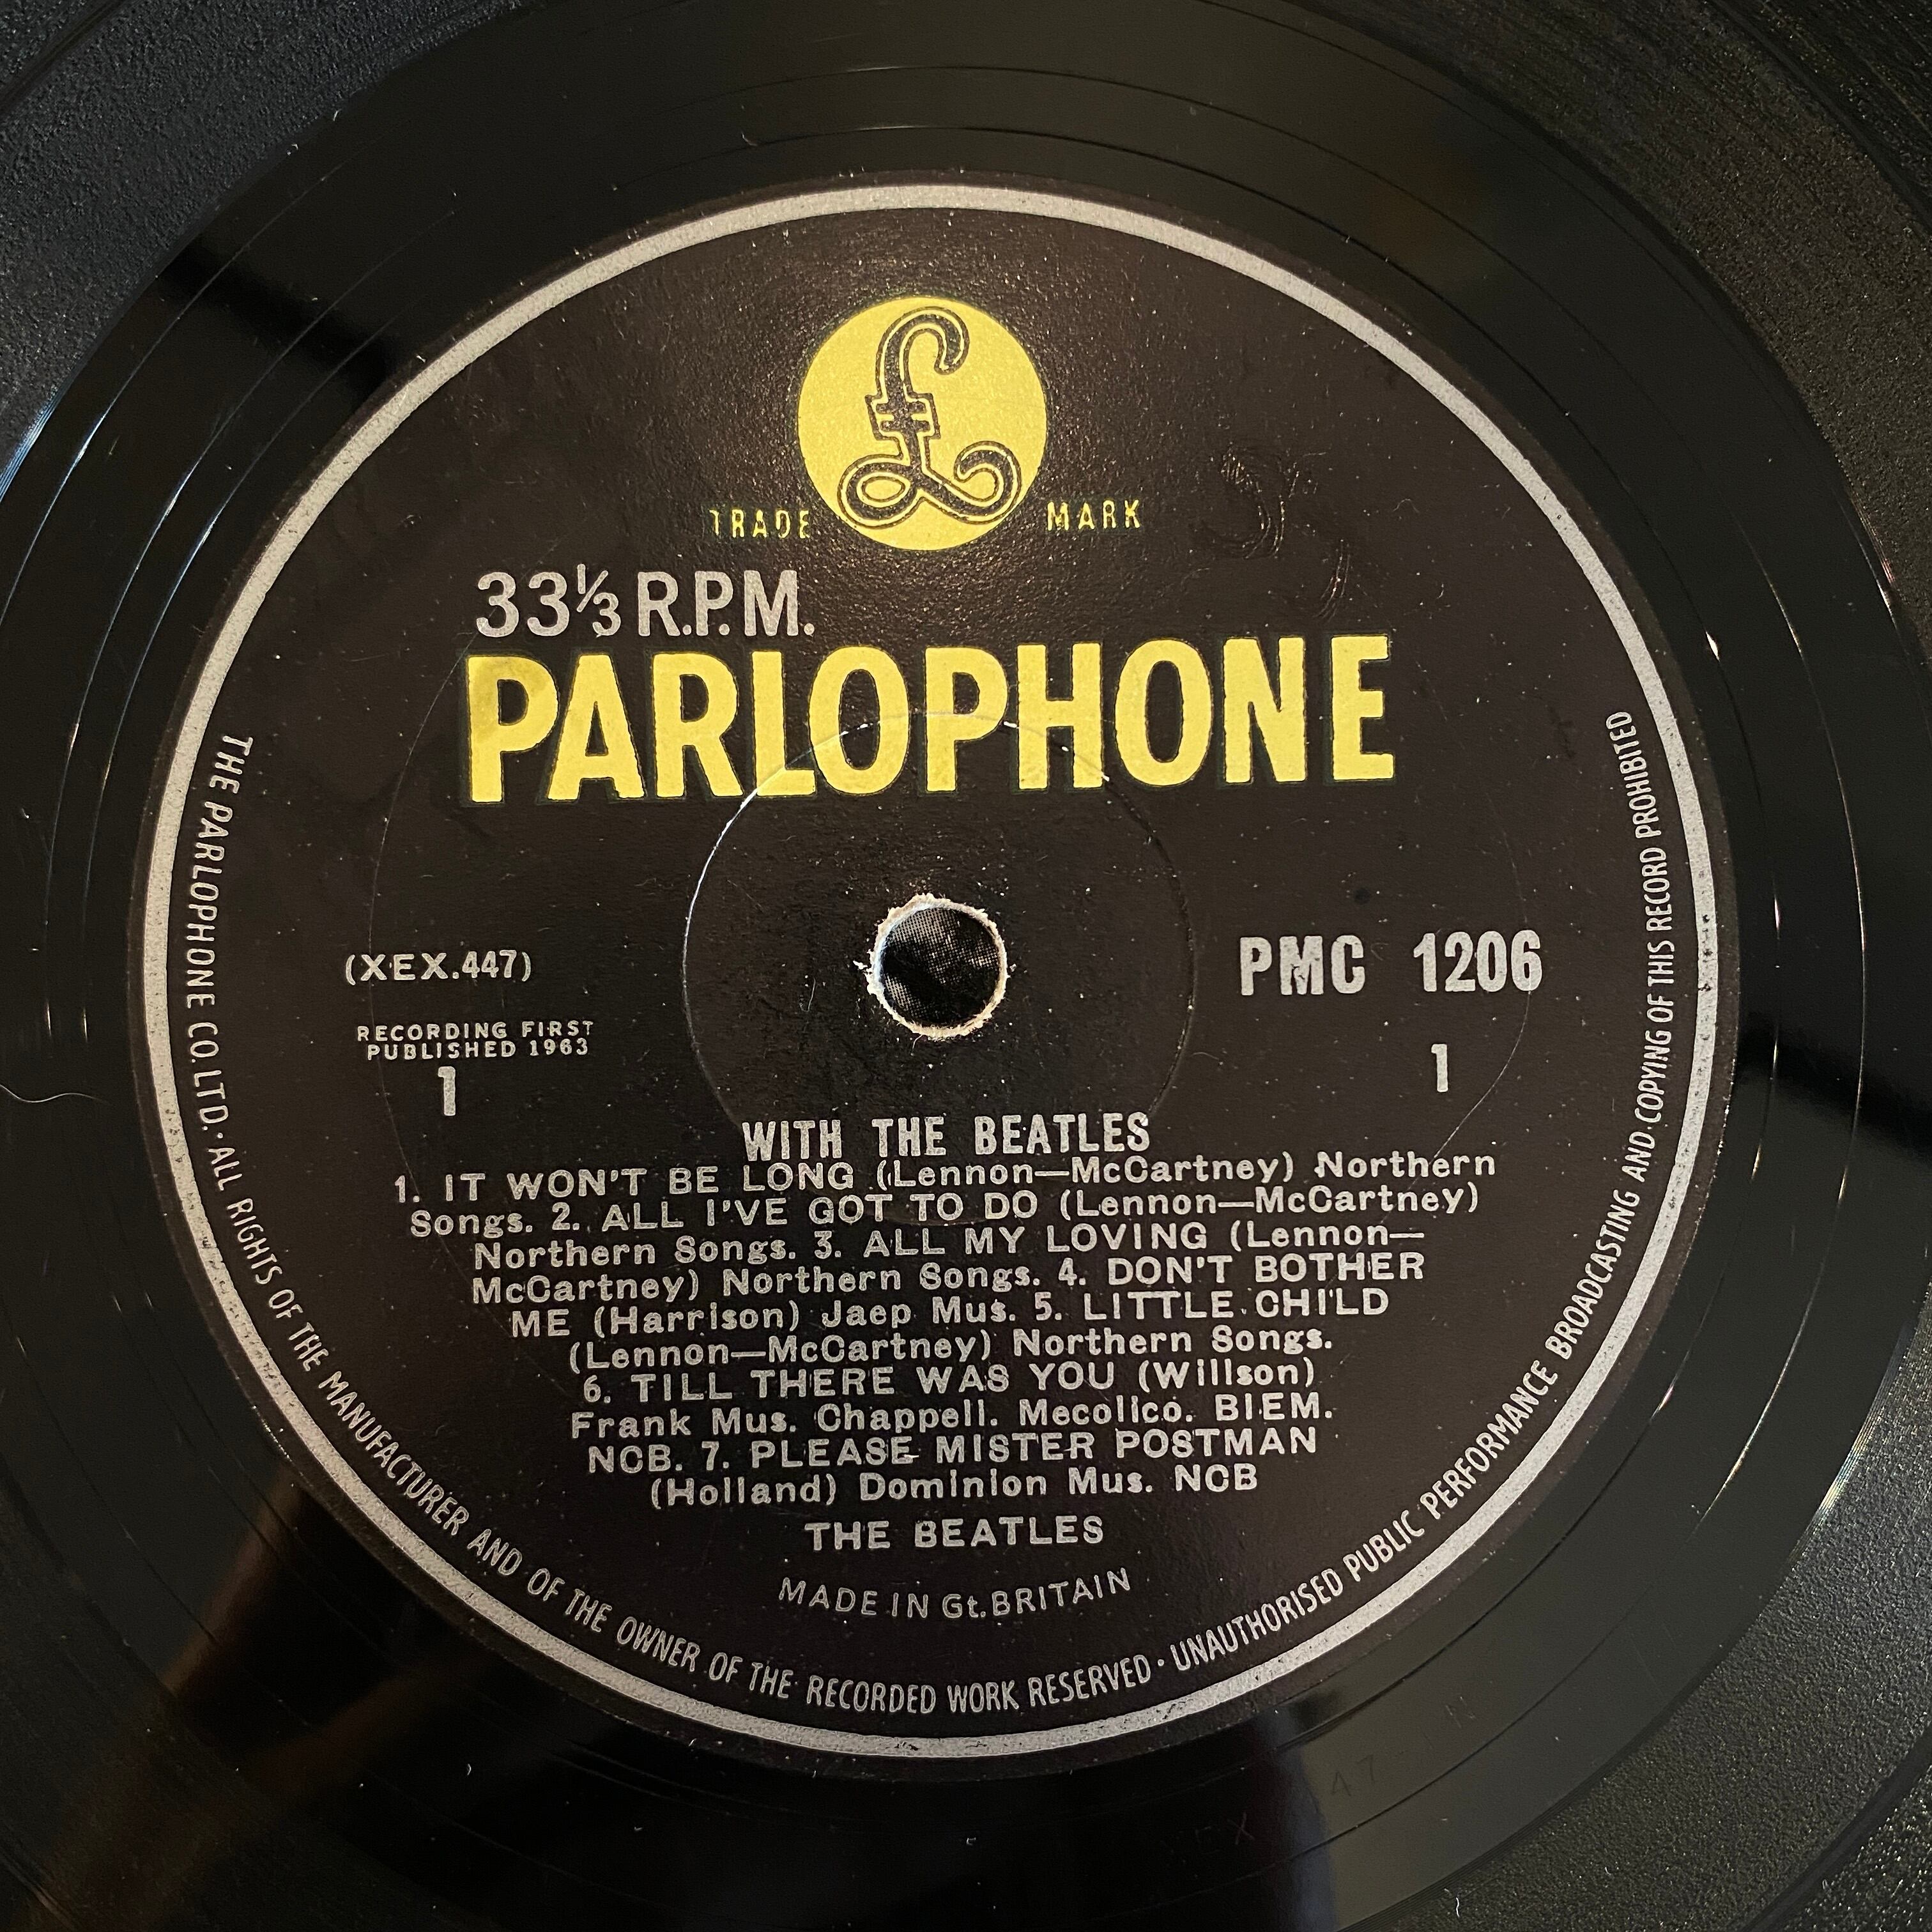 £
TRADE MARK
33⅓ R.P.M.
PARLOPHONE
(XEX.447)
PMC 1206
RECORDING FIRST
PUBLISHED 1963
1
1
WITH THE BEATLES
1. IT WON'T BE LONG (Lennon—McCartney) Northern
Songs. 2. ALL I'VE GOT TO DO (Lennon—McCartney)
Northern Songs. 3. ALL MY LOVING (Lennon—
McCartney) Northern Songs. 4. DON'T BOTHER
ME (Harrison) Jaep Mus. 5. LITTLE CHILD
(Lennon—McCartney) Northern Songs.
6. TILL THERE WAS YOU (Willson)
Frank Mus. Chappell. Mecolico. BIEM.
NCB. 7. PLEASE MISTER POSTMAN
(Holland) Dominion Mus. NCB
THE BEATLES
MADE IN Gt. BRITAIN
THE PARLOPHONE CO. LTD. · ALL RIGHTS OF THE MANUFACTURER AND OF THE OWNER OF THE RECORDED WORK RESERVED · UNAUTHORISED PUBLIC PERFORMANCE BROADCASTING AND COPYING OF THIS RECORD PROHIBITED